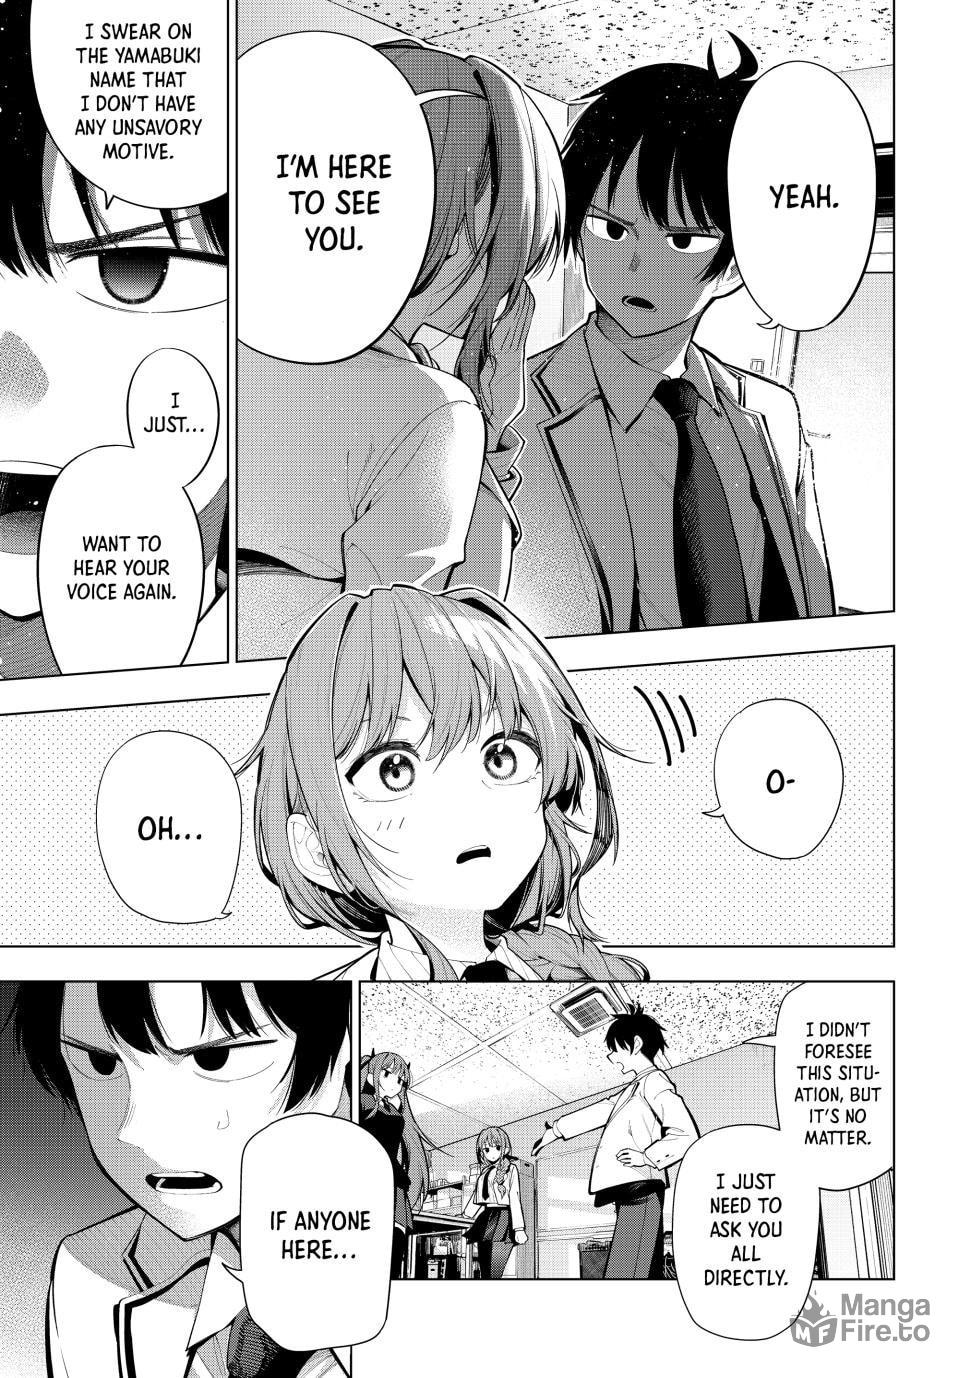 YEAH.
I'M HERE
TO SEE
YOU.
I SWEAR ON
THE YAMABUKI
NAME THAT
I DON'T HAVE
ANY UNSAVORY
MOTIVE.
I
JUST...
WANT TO
HEAR YOUR
VOICE AGAIN.
O-
OH...
I DIDN'T
FORESEE
THIS SITU-
ATION, BUT
IT'S NO
MATTER.
I JUST
NEED TO
ASK YOU
ALL
DIRECTLY.
IF ANYONE
HERE...
Manga
Fire.to
MF